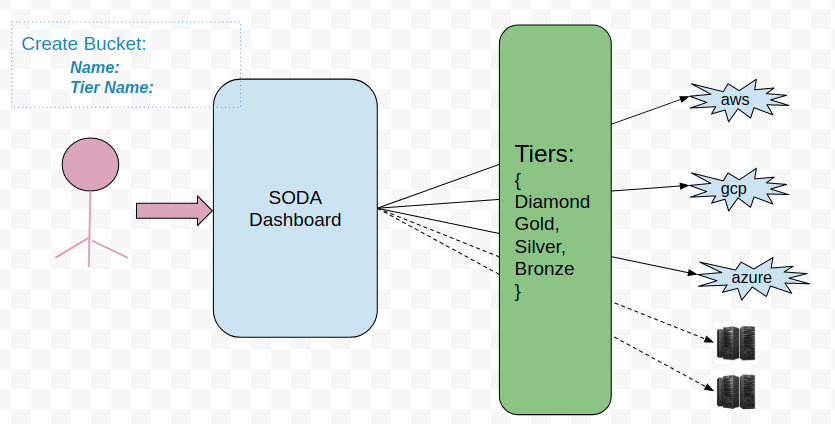 Create Bucket:
Name:
Tier Name:
SODA
Dashboard
Tiers:
{
Diamond
Gold,
Silver,
Bronze
}
aws
gcp
azure